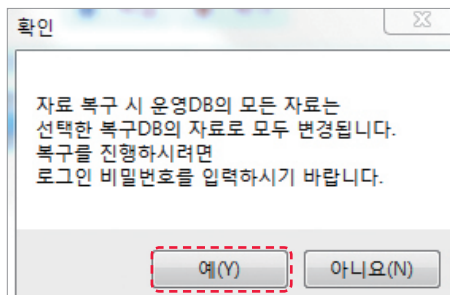 확인
자료 복구 시 운영DB의 모든 자료는
선택한 복구DB의 자료로 모두 변경됩니다.
복구를 진행하시려면
로그인 비밀번호를 입력하시기 바랍니다.
예(Y)
아니요(N)